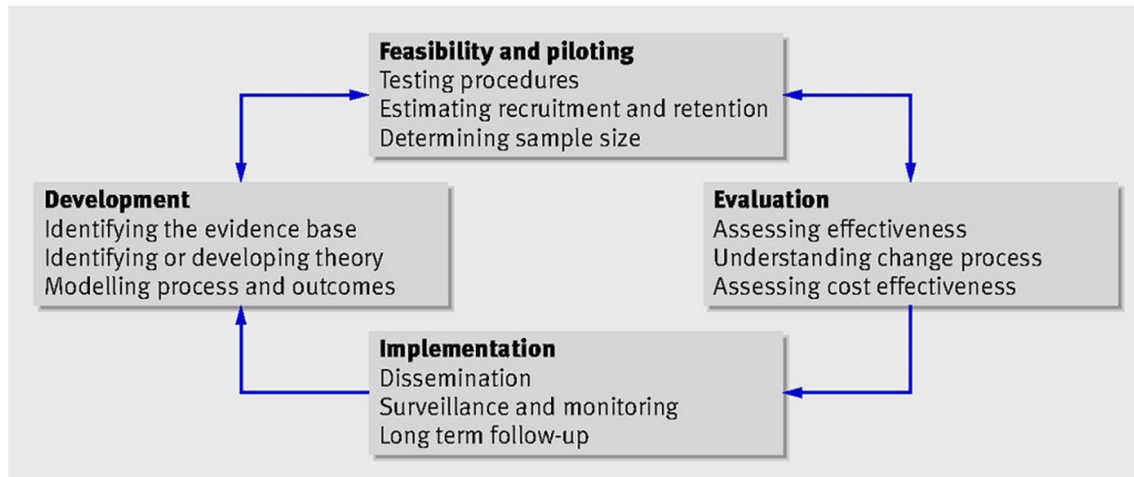 Feasibility and piloting
Testing procedures
Estimating recruitment and retention
Determining sample size
Development
Identifying the evidence base
Identifying or developing theory
Modelling process and outcomes
Evaluation
Assessing effectiveness
Understanding change process
Assessing cost effectiveness
Implementation
Dissemination
Surveillance and monitoring
Long term follow-up